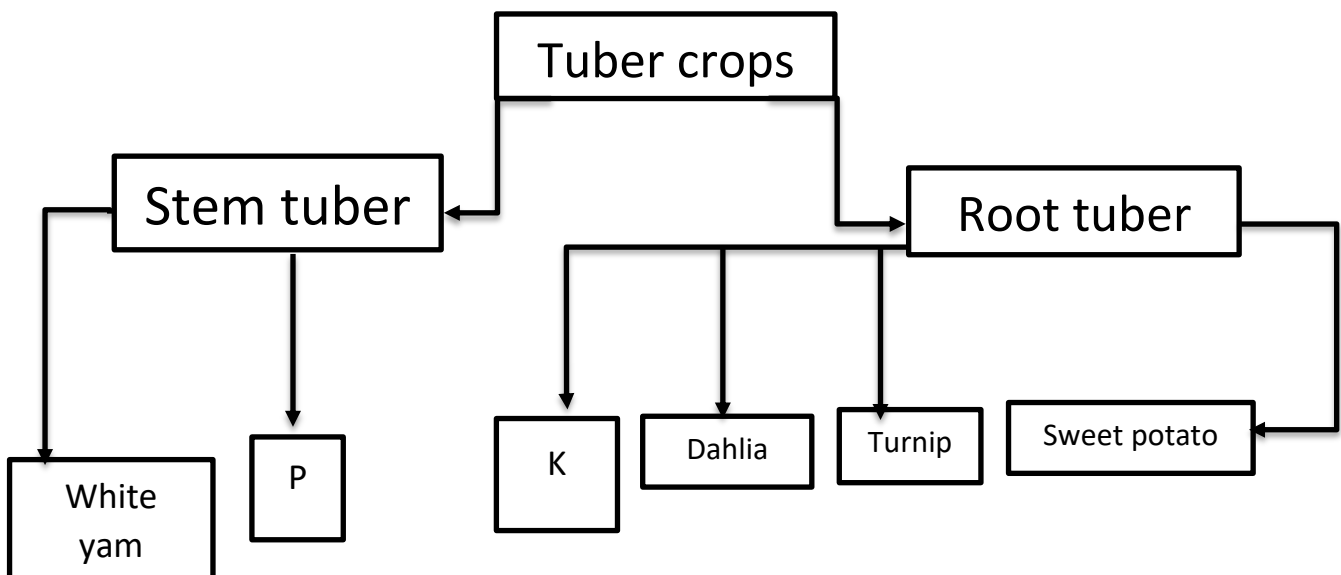 Tuber crops
Stem tuber
Root tuber
White
yam
P
K
Dahlia
Turnip
Sweet potato